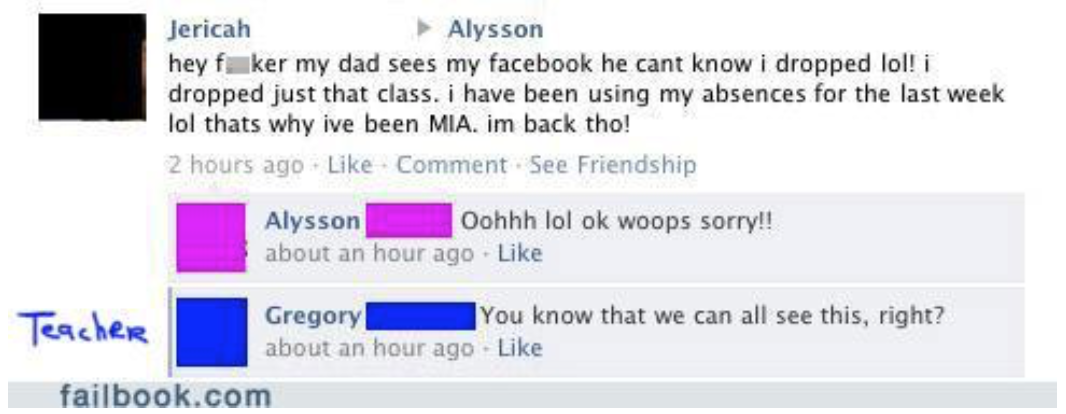 Jericah ▶ Alysson
hey f ker my dad sees my facebook he cant know i dropped lol! i
dropped just that class. i have been using my absences for the last week
lol thats why ive been MIA. im back tho!
2 hours ago · Like · Comment · See Friendship
Alysson Oohhh lol ok woops sorry!!
about an hour ago · Like
Teacher
Gregory You know that we can all see this, right?
about an hour ago · Like
failbook.com